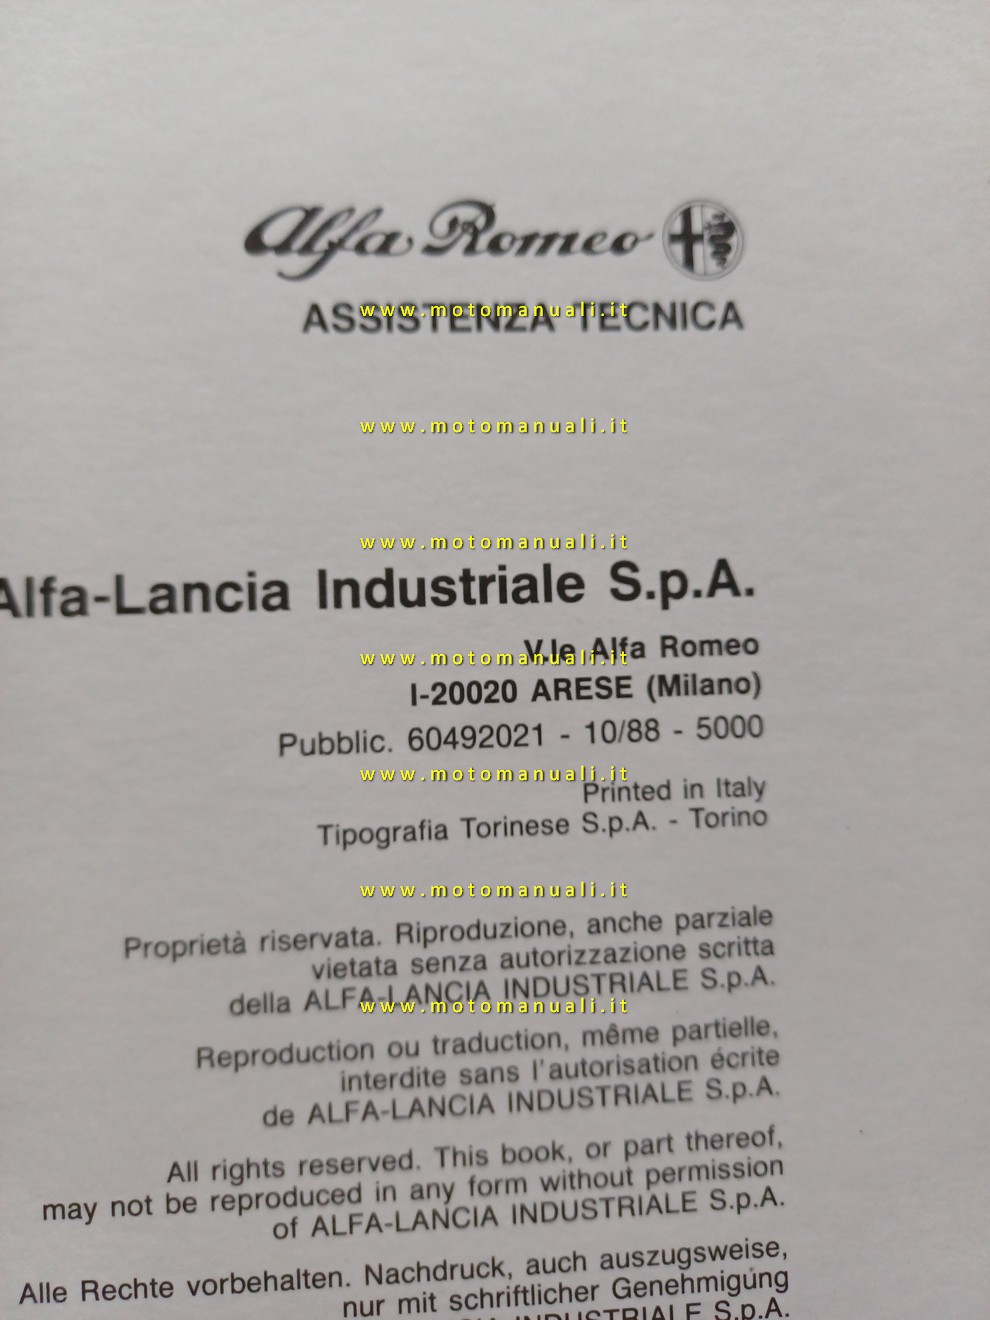 Alfa Romeo
ASSISTENZA TECNICA
www.motomanuali.it
www.motomanuali.it
www.motomanuali.it
Alfa-Lancia Industriale S.p.A.
V.le Alfa Romeo
www.motomanuali.it
I-20020 ARESE (Milano)
Pubblic. 60492021 - 10/88 - 5000
www.motomanuali.it
Printed in Italy
Tipografia Torinese S.p.A. - Torino
www.motomanuali.it
Proprietà riservata. Riproduzione, anche parziale
vietata senza autorizzazione scritta
della ALFA-LANCIA INDUSTRIALE S.p.A.
www.motomanuali.it
Reproduction ou traduction, même partielle,
interdite sans l'autorisation écrite
de ALFA-LANCIA INDUSTRIALE S.p.A.
All rights reserved. This book, or part thereof,
may not be reproduced in any form without permission
of ALFA-LANCIA INDUSTRIALE S.p.A.
Alle Rechte vorbehalten. Nachdruck, auch auszugsweise,
nur mit schriftlicher Genehmigung
INDUSTRIALE S.p.A.